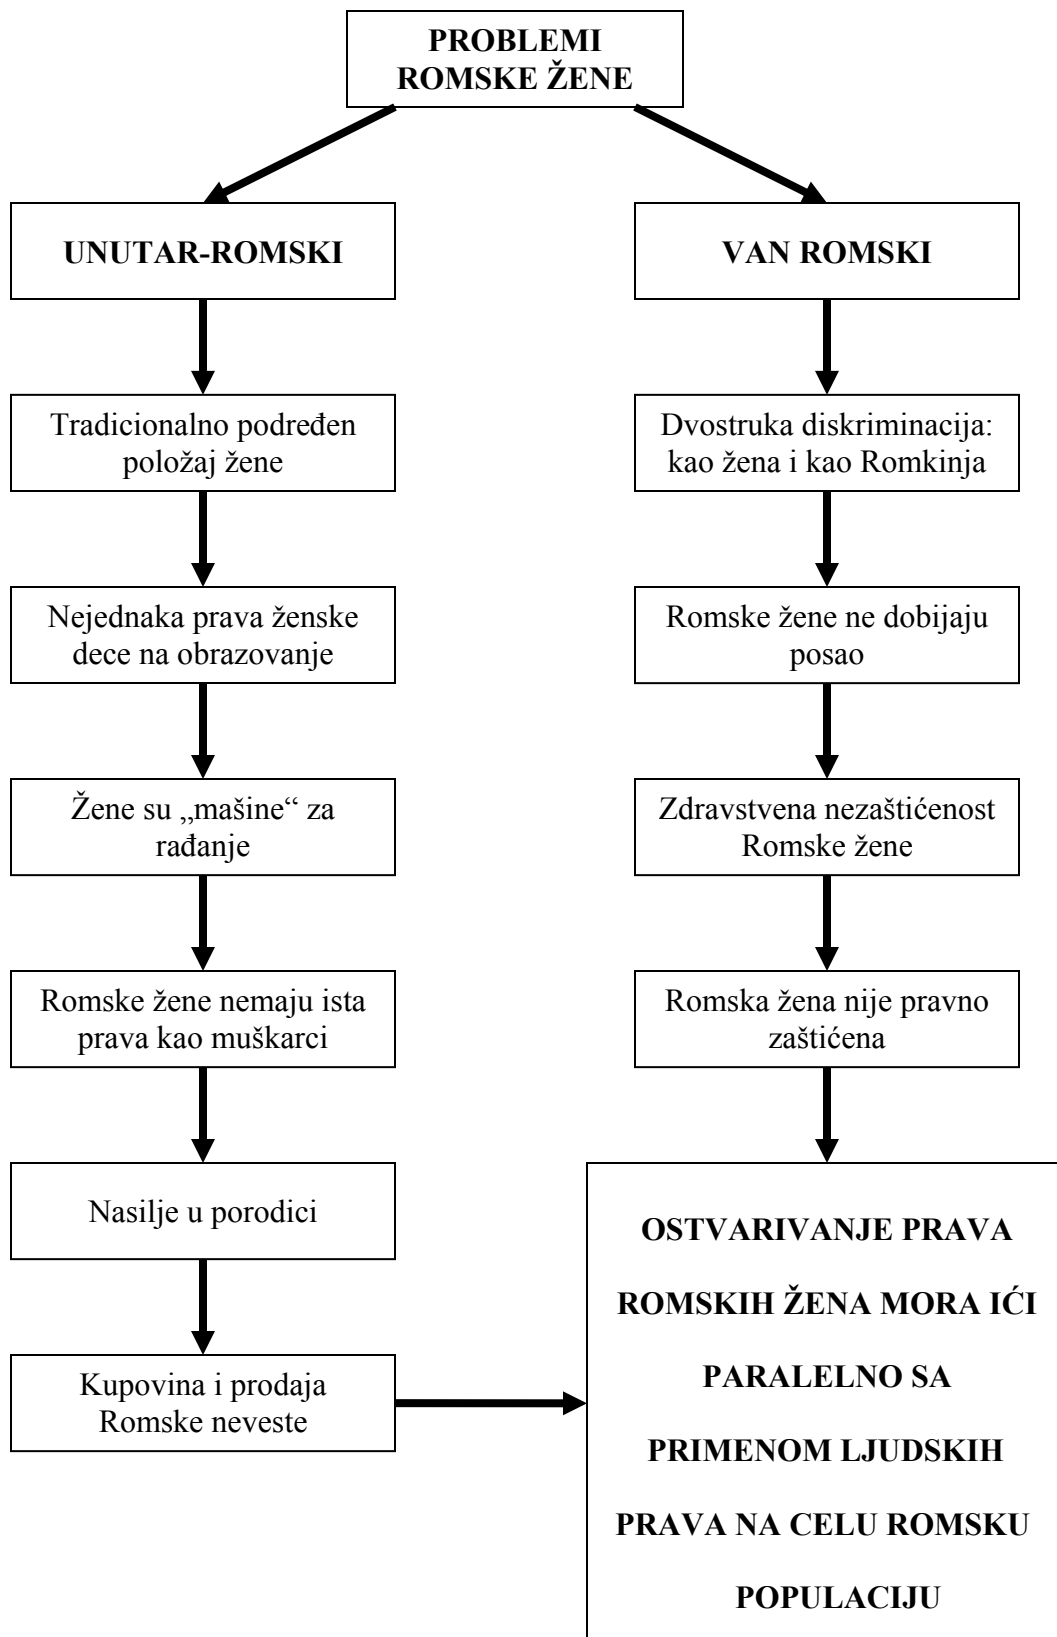 PROBLEMI
ROMSKE ŽENE
UNUTAR-ROMSKI
Tradicionalno podređen
položaj žene
Nejednaka prava ženske
dece na obrazovanje
Žene su „mašine“ za
rađanje
Romske žene nemaju ista
prava kao muškarci
Nasilje u porodici
Kupovina i prodaja
Romske neveste
VAN ROMSKI
Dvostruka diskriminacija:
kao žena i kao Romkinja
Romske žene ne dobijaju
posao
Zdravstvena nezaštićenost
Romske žene
Romska žena nije pravno
zaštićena
OSTVARIVANJE PRAVA
ROMSKIH ŽENA MORA IĆI
PARALELNO SA
PRIMENOM LJUDSKIH
PRAVA NA CELU ROMSKU
POPULACIJU